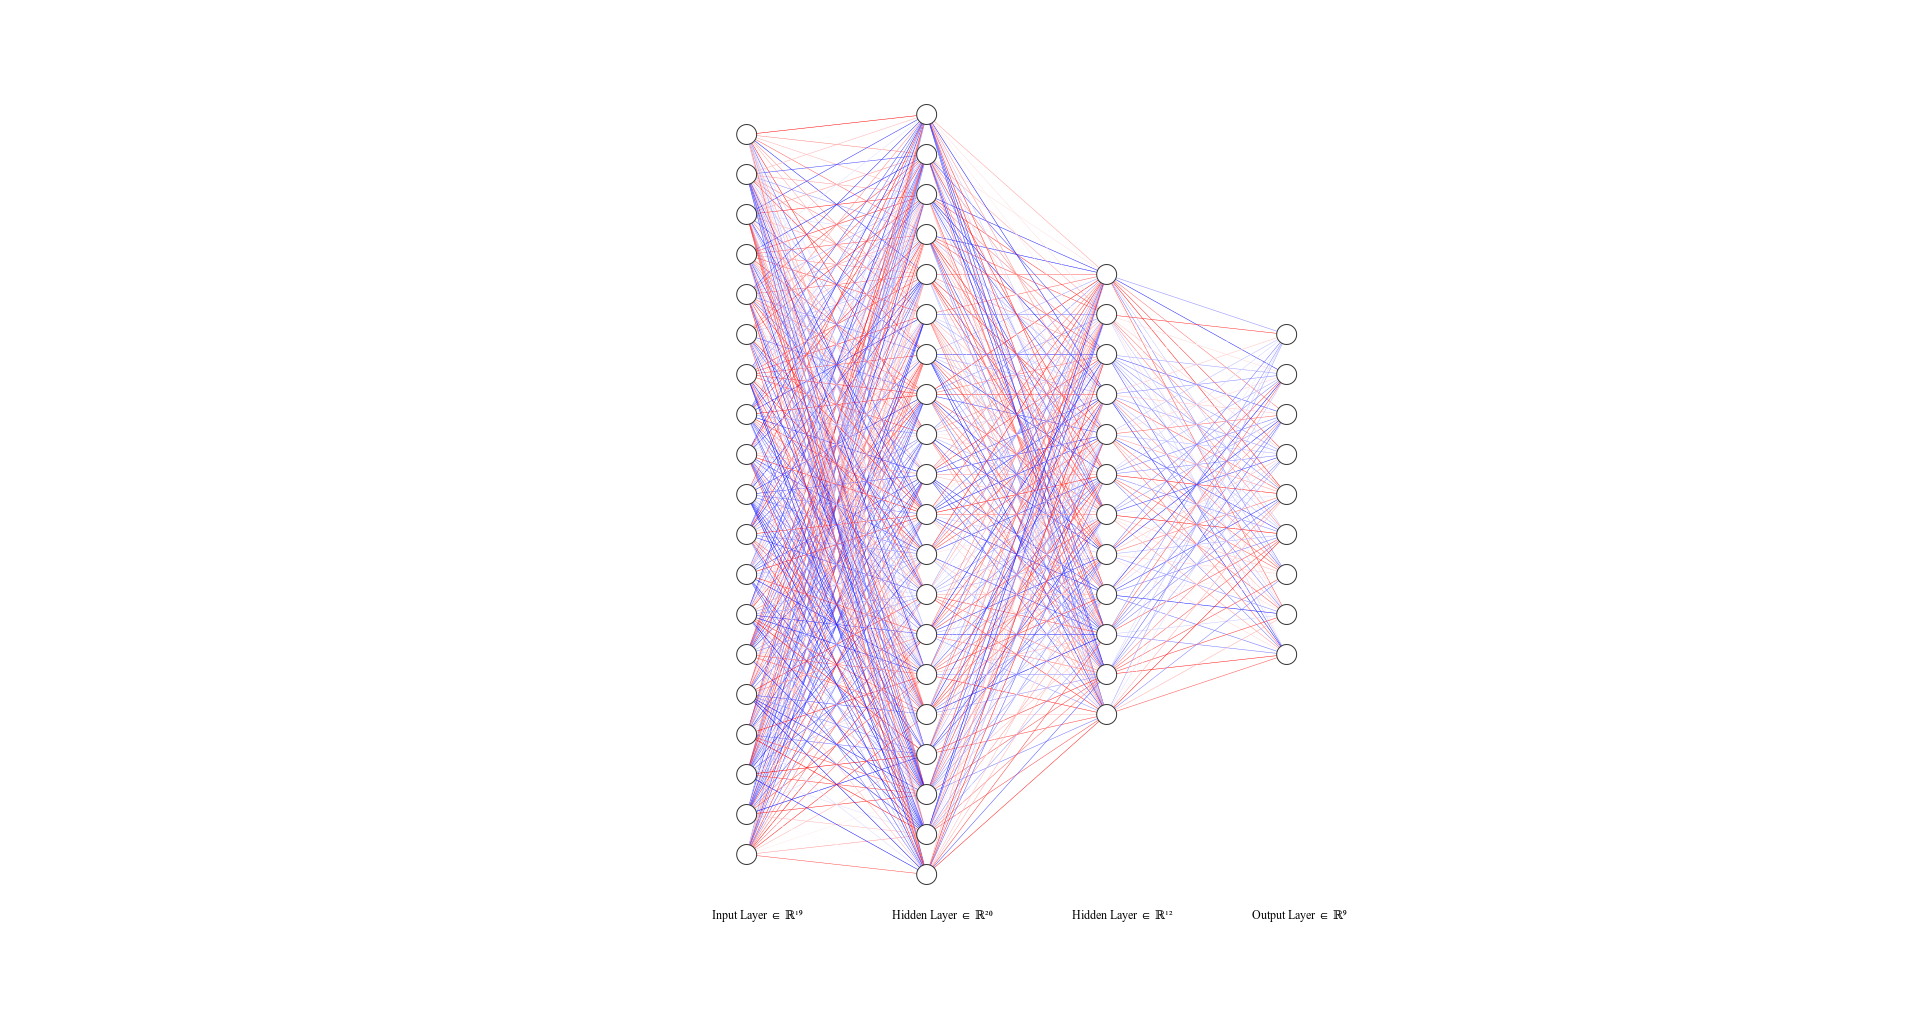 Input Layer ∈ ℝ¹⁹ Hidden Layer ∈ ℝ²⁰ Hidden Layer ∈ ℝ¹² Output Layer ∈ ℝ⁹